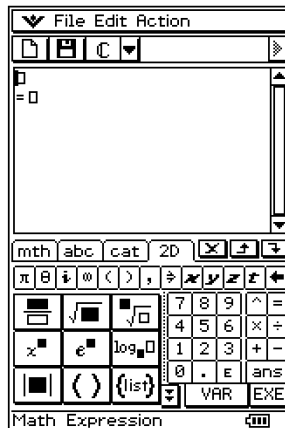 File Edit Action
ℂ
=
mth abc cat 2D
π θ i ∞ ( ) , ⇒ x y z t ←
√■ ■√□ 7 8 9 ^ =
4 5 6 × ÷
x■ e■ log■□ 1 2 3 + -
|■| ( ) {list} 0 . E ans
VAR EXE
Math Expression